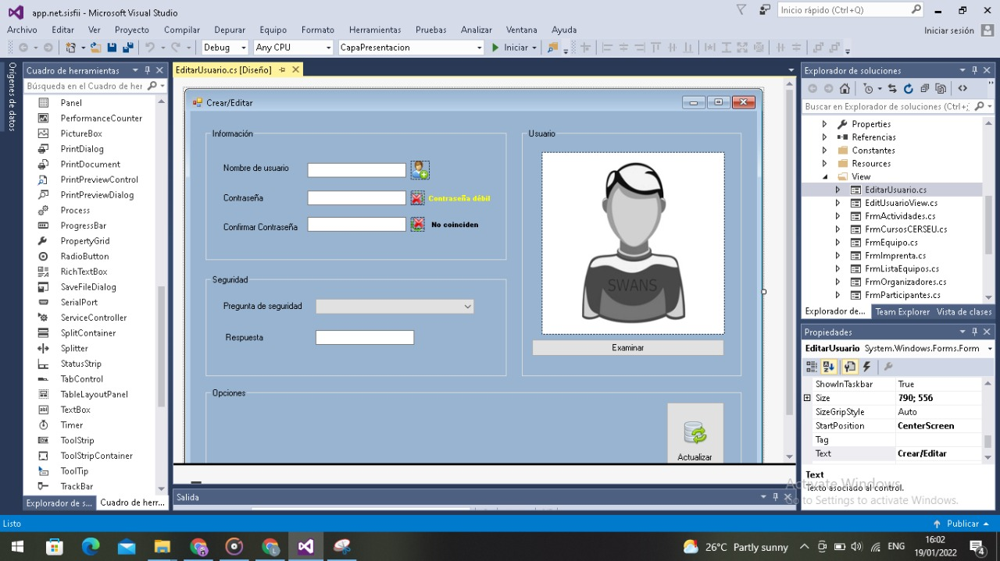 app.net.sisfii - Microsoft Visual Studio
Inicio rápido (Ctrl+Q)
Archivo Editar Ver Proyecto Compilar Depurar Equipo Formato Herramientas Pruebas Analizar Ventana Ayuda
Iniciar sesión
Debug Any CPU CapaPresentacion Iniciar
Orígenes de datos
Cuadro de herramientas
Búsqueda en el Cuadro de her
Panel
PerformanceCounter
PictureBox
PrintDialog
PrintDocument
PrintPreviewControl
PrintPreviewDialog
Process
ProgressBar
PropertyGrid
RadioButton
RichTextBox
SaveFileDialog
SerialPort
ServiceController
SplitContainer
Splitter
StatusStrip
TabControl
TableLayoutPanel
TextBox
Timer
ToolStrip
ToolStripContainer
ToolTip
TrackBar
Explorador de s... Cuadro de herr...
EditarUsuario.cs [Diseño]
Crear/Editar
Información
Nombre de usuario
Contraseña
Contraseña débil
Confirmar Contraseña
No coinciden
Seguridad
Pregunta de seguridad
Respuesta
Usuario
SWANS
Examinar
Opciones
Actualizar
Salida
Explorador de soluciones
Buscar en Explorador de soluciones (Ctrl+;
Properties
Referencias
Constantes
Resources
View
EditarUsuario.cs
EditUsuarioView.cs
FrmActividades.cs
FrmCursosCERSEU.cs
FrmEquipo.cs
FrmImprenta.cs
FrmListaEquipos.cs
FrmOrganizadores.cs
FrmParticipantes.cs
Explorador de... Team Explorer Vista de clases
Propiedades
EditarUsuario System.Windows.Forms.Form
ShowInTaskbar True
Size 790; 556
SizeGripStyle Auto
StartPosition CenterScreen
Tag
Text Crear/Editar
Text
Texto asociado al control.
Activate Windows
Go to Settings to activate Windows.
Listo
Publicar
26°C Partly sunny
ENG
16:02
19/01/2022
4